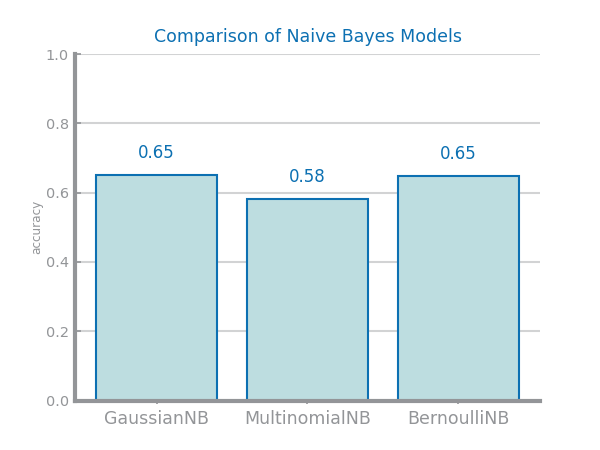 Comparison of Naive Bayes Models
1.0
0.8
0.6
0.4
0.2
0.0
accuracy
0.65
0.58
0.65
GaussianNB
MultinomialNB
BernoulliNB